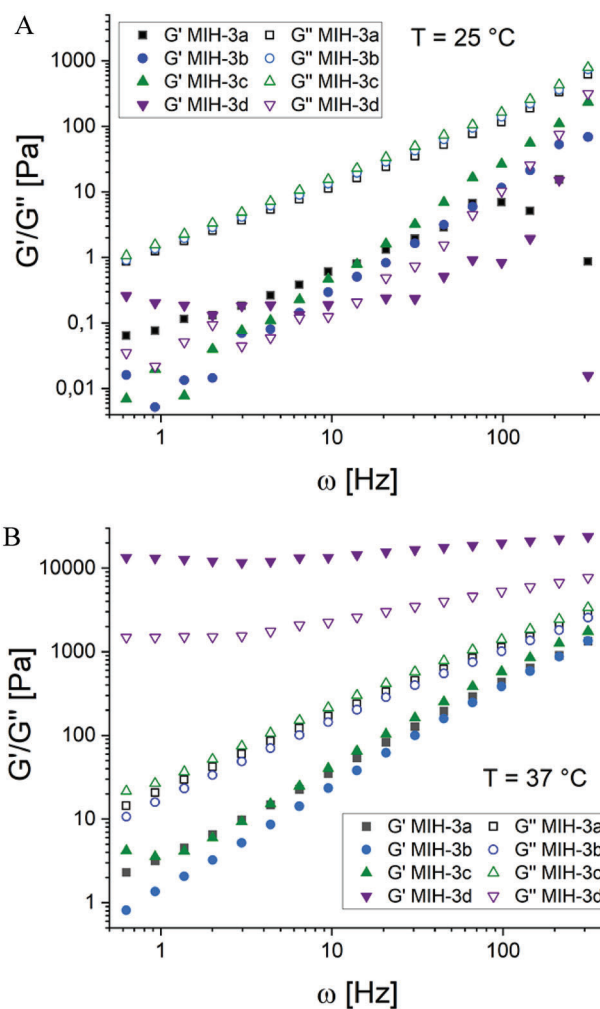 A
G' MIH-3a G" MIH-3a
G' MIH-3b G" MIH-3b
G' MIH-3c G" MIH-3c
G' MIH-3d G" MIH-3d
T = 25 °C
1000
100
10
1
0,1
0,01
G'/G" [Pa]
1 10 100
ω [Hz]
B
10000
1000
100
10
1
G'/G" [Pa]
T = 37 °C
G' MIH-3a G" MIH-3a
G' MIH-3b G" MIH-3b
G' MIH-3c G" MIH-3c
G' MIH-3d G" MIH-3d
1 10 100
ω [Hz]